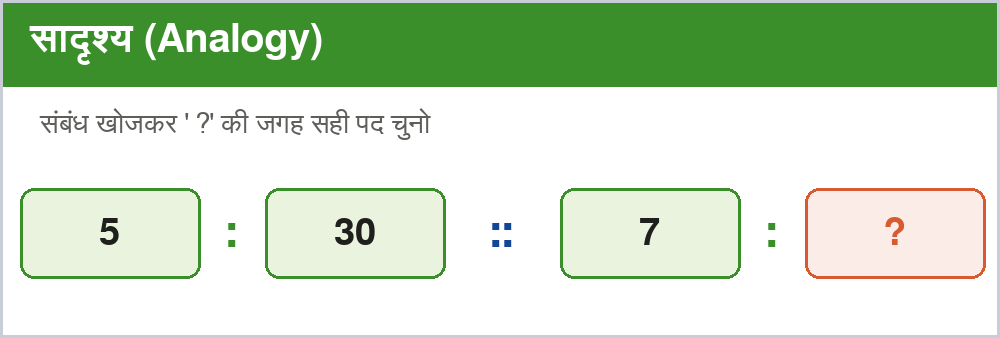 सादृश्य (Analogy)
संबंध खोजकर ' ?' की जगह सही पद चुनो
5 : 30 :: 7 : ?